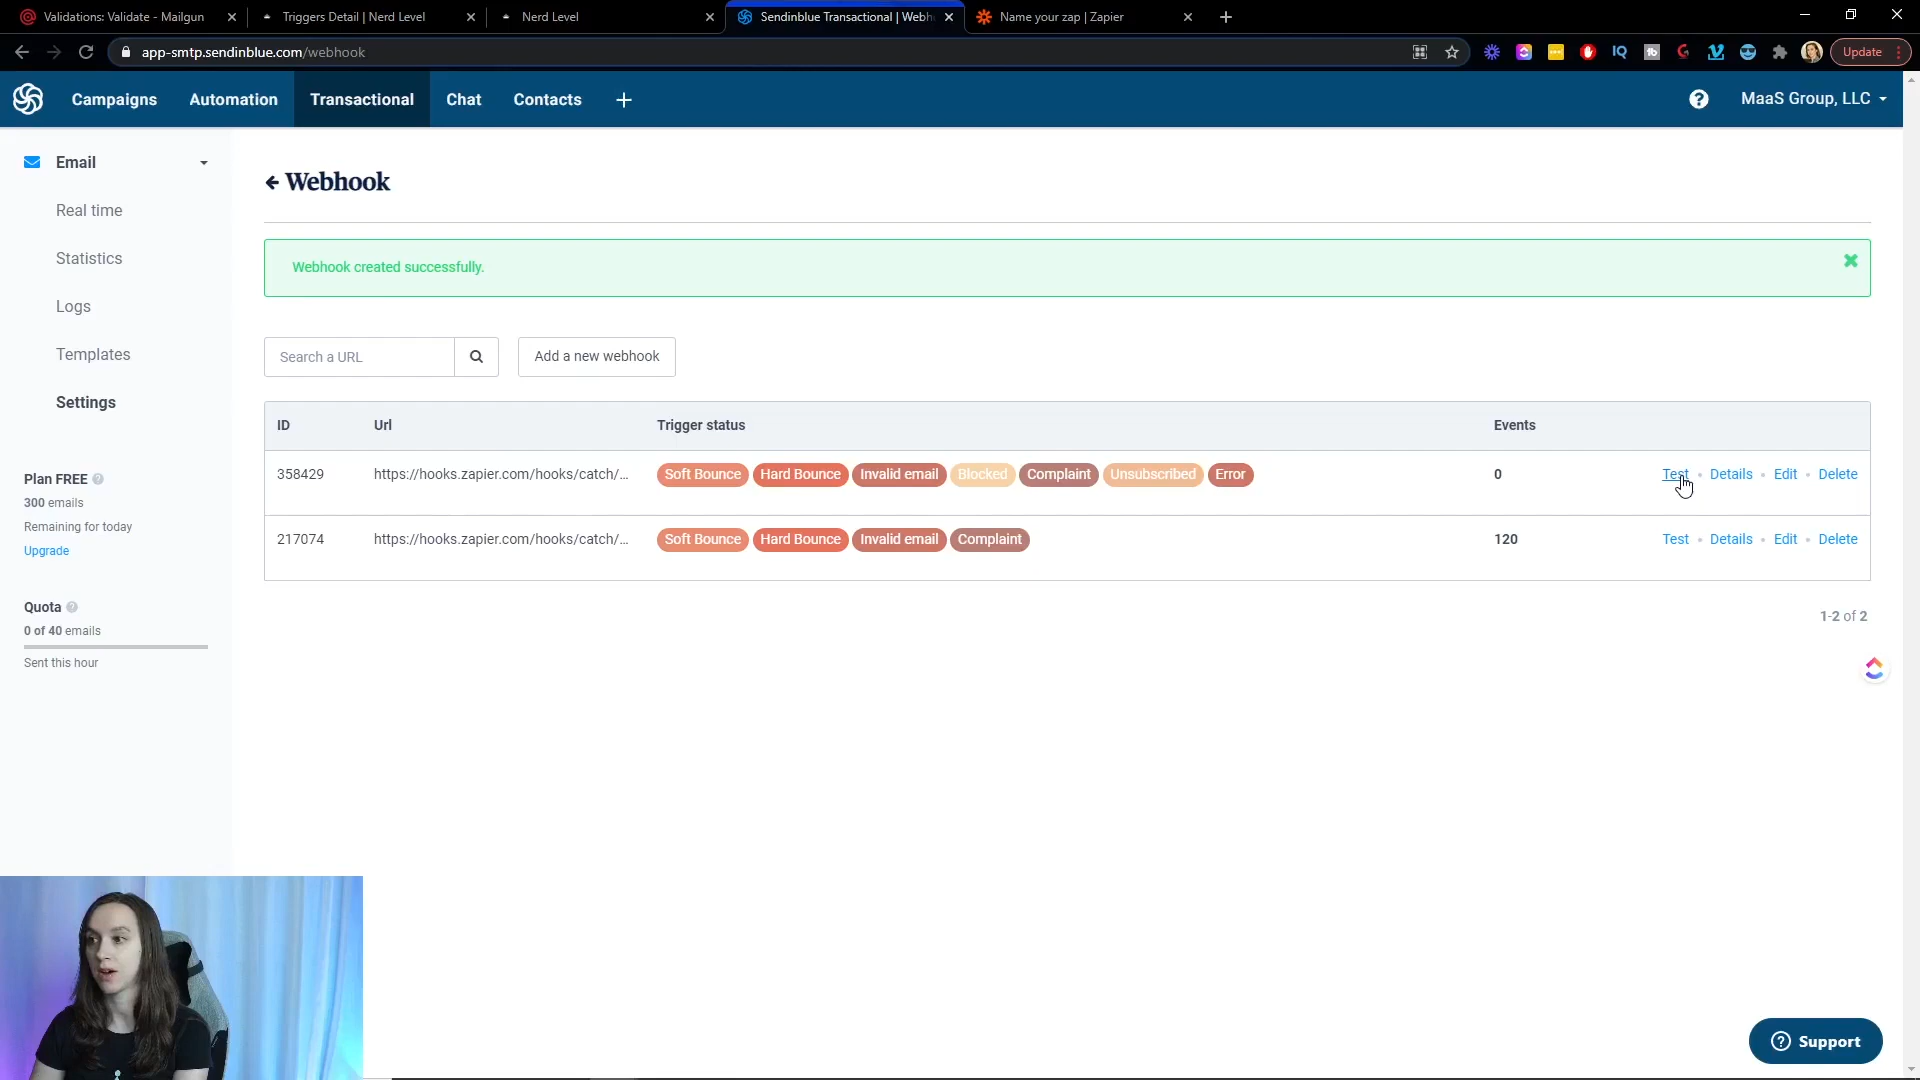 Validations: Validate - Mailgun
Triggers Detail | Nerd Level
Nerd Level
Sendinblue Transactional | Webh
Name your zap | Zapier
app-smtp.sendinblue.com/webhook
Update
Campaigns
Automation
Transactional
Chat
Contacts
MaaS Group, LLC
Email
Real time
Statistics
Logs
Templates
Settings
Plan FREE
300 emails
Remaining for today
Upgrade
Quota
0 of 40 emails
Sent this hour
Webhook
Webhook created successfully.
Search a URL
Add a new webhook
ID Url Trigger status Events
358429 https://hooks.zapier.com/hooks/catch/... Soft Bounce Hard Bounce Invalid email Blocked Complaint Unsubscribed Error 0 Test • Details • Edit • Delete
217074 https://hooks.zapier.com/hooks/catch/... Soft Bounce Hard Bounce Invalid email Complaint 120 Test • Details • Edit • Delete
1-2 of 2
Support